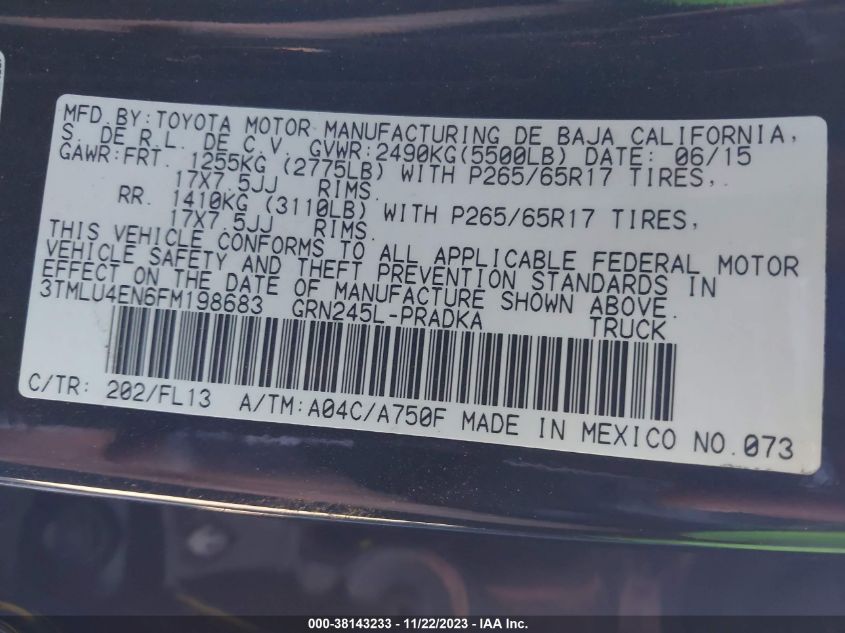 MFD.BY:TOYOTA MOTOR MANUFACTURING DE BAJA CALIFORNIA,
S. DE R.L. DE C.V. GVWR:2490KG(5500LB) DATE: 06/15
GAWR:FRT. 1255KG (2775LB) WITH P265/65R17 TIRES,
17X7.5JJ RIMS.
RR. 1410KG (3110LB) WITH P265/65R17 TIRES,
17X7.5JJ RIMS.
THIS VEHICLE CONFORMS TO ALL APPLICABLE FEDERAL MOTOR
VEHICLE SAFETY AND THEFT PREVENTION STANDARDS IN
EFFECT ON THE DATE OF MANUFACTURE SHOWN ABOVE.
3TMLU4EN6FM198683 GRN245L-PRADKA TRUCK
C/TR: 202/FL13 A/TM:A04C/A750F MADE IN MEXICO NO.073
000-38143233 - 11/22/2023 - IAA Inc.